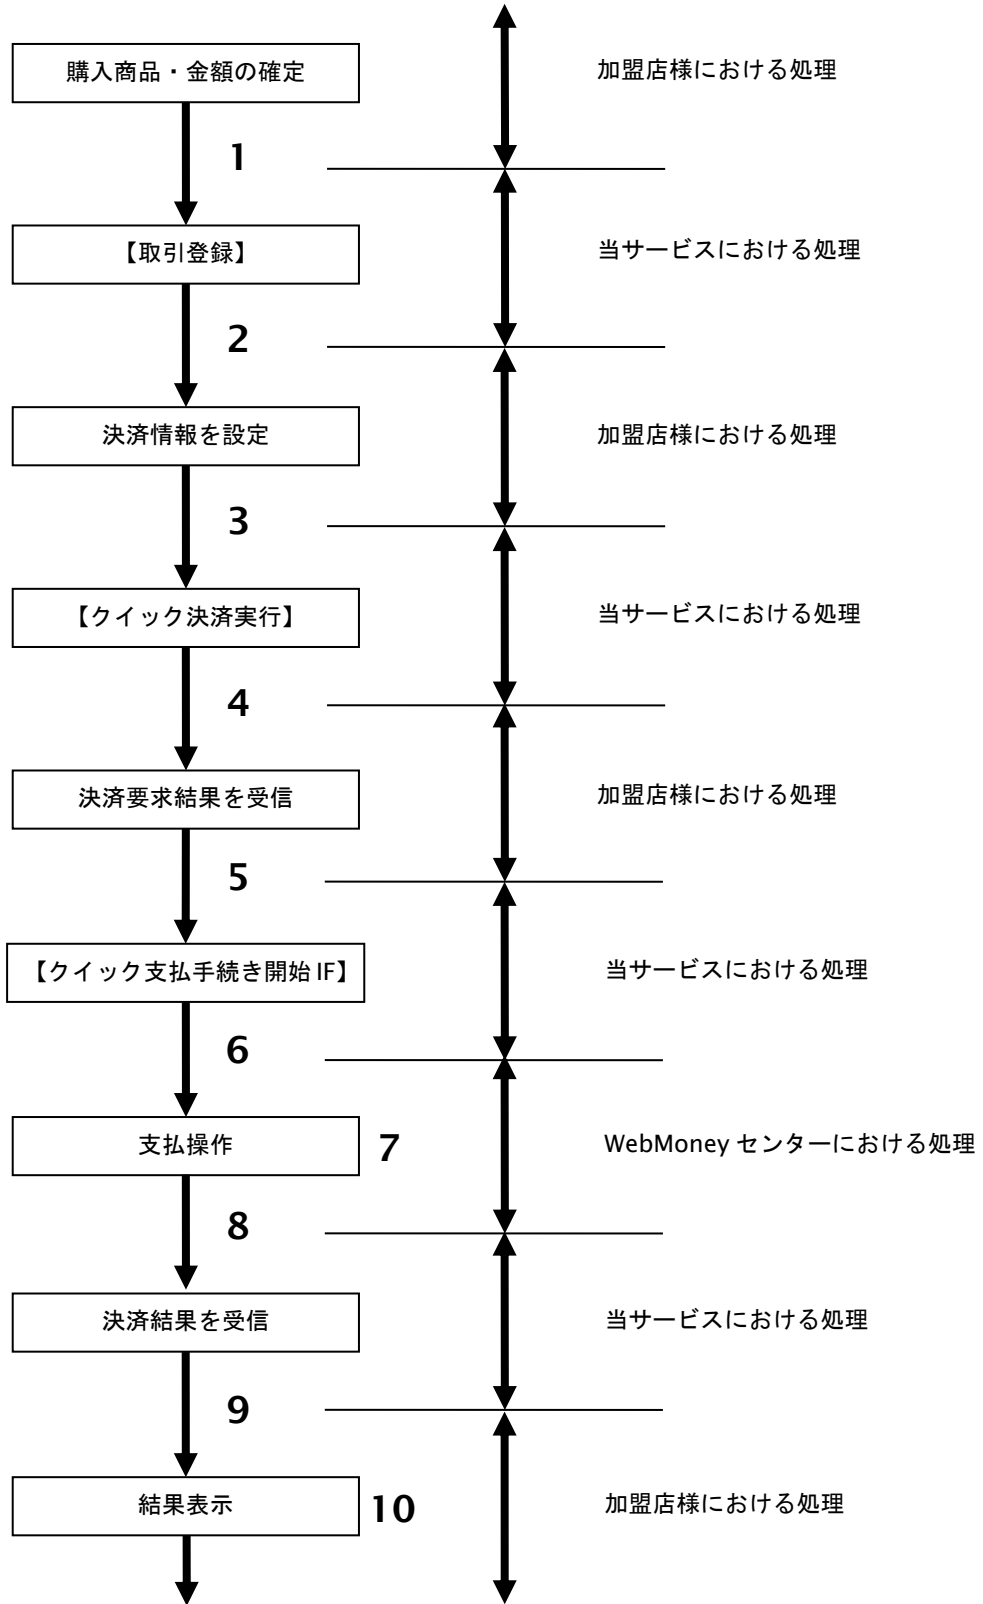 購入商品・金額の確定
加盟店様における処理
1
【取引登録】
当サービスにおける処理
2
決済情報を設定
加盟店様における処理
3
【クイック決済実行】
当サービスにおける処理
4
決済要求結果を受信
加盟店様における処理
5
【クイック支払手続き開始 IF】
当サービスにおける処理
6
支払操作
7
WebMoney センターにおける処理
8
決済結果を受信
当サービスにおける処理
9
結果表示
10
加盟店様における処理